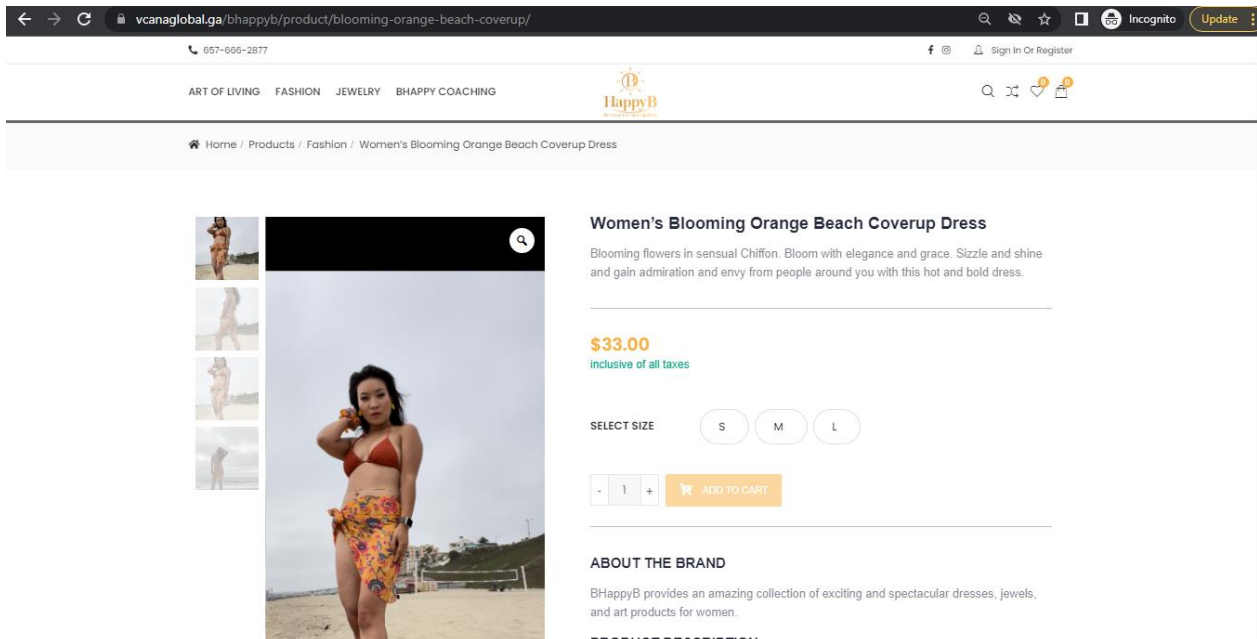 vcanaglobal.ga/bhappyb/product/blooming-orange-beach-coverup/
Incognito
Update
657-666-2877
Sign In Or Register
ART OF LIVING FASHION JEWELRY BHAPPY COACHING
HappyB
0 0
Home / Products / Fashion / Women's Blooming Orange Beach Coverup Dress
Women's Blooming Orange Beach Coverup Dress
Blooming flowers in sensual Chiffon. Bloom with elegance and grace. Sizzle and shine
and gain admiration and envy from people around you with this hot and bold dress.
$33.00
inclusive of all taxes
SELECT SIZE S M L
- 1 + ADD TO CART
ABOUT THE BRAND
BHappyB provides an amazing collection of exciting and spectacular dresses, jewels,
and art products for women.
PRODUCT DESCRIPTION